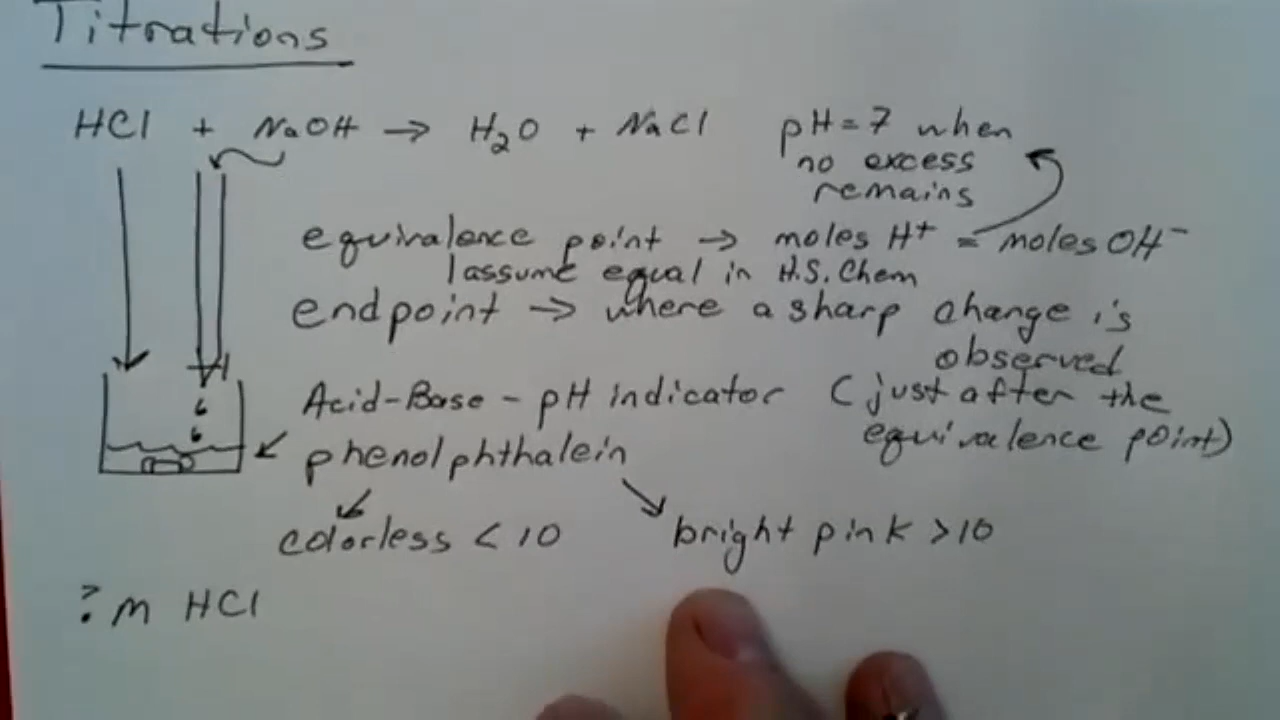 Titrations
HCl + NaOH → H₂O + NaCl pH = 7 when
no excess
remains
equivalence point → moles H⁺ = moles OH⁻
assume equal in H.S. Chem
endpoint → where a sharp change is
observed
Acid-Base - pH indicator (just after the
equivalence point)
phenolphthalein
colorless < 10 bright pink > 10
? M HCl